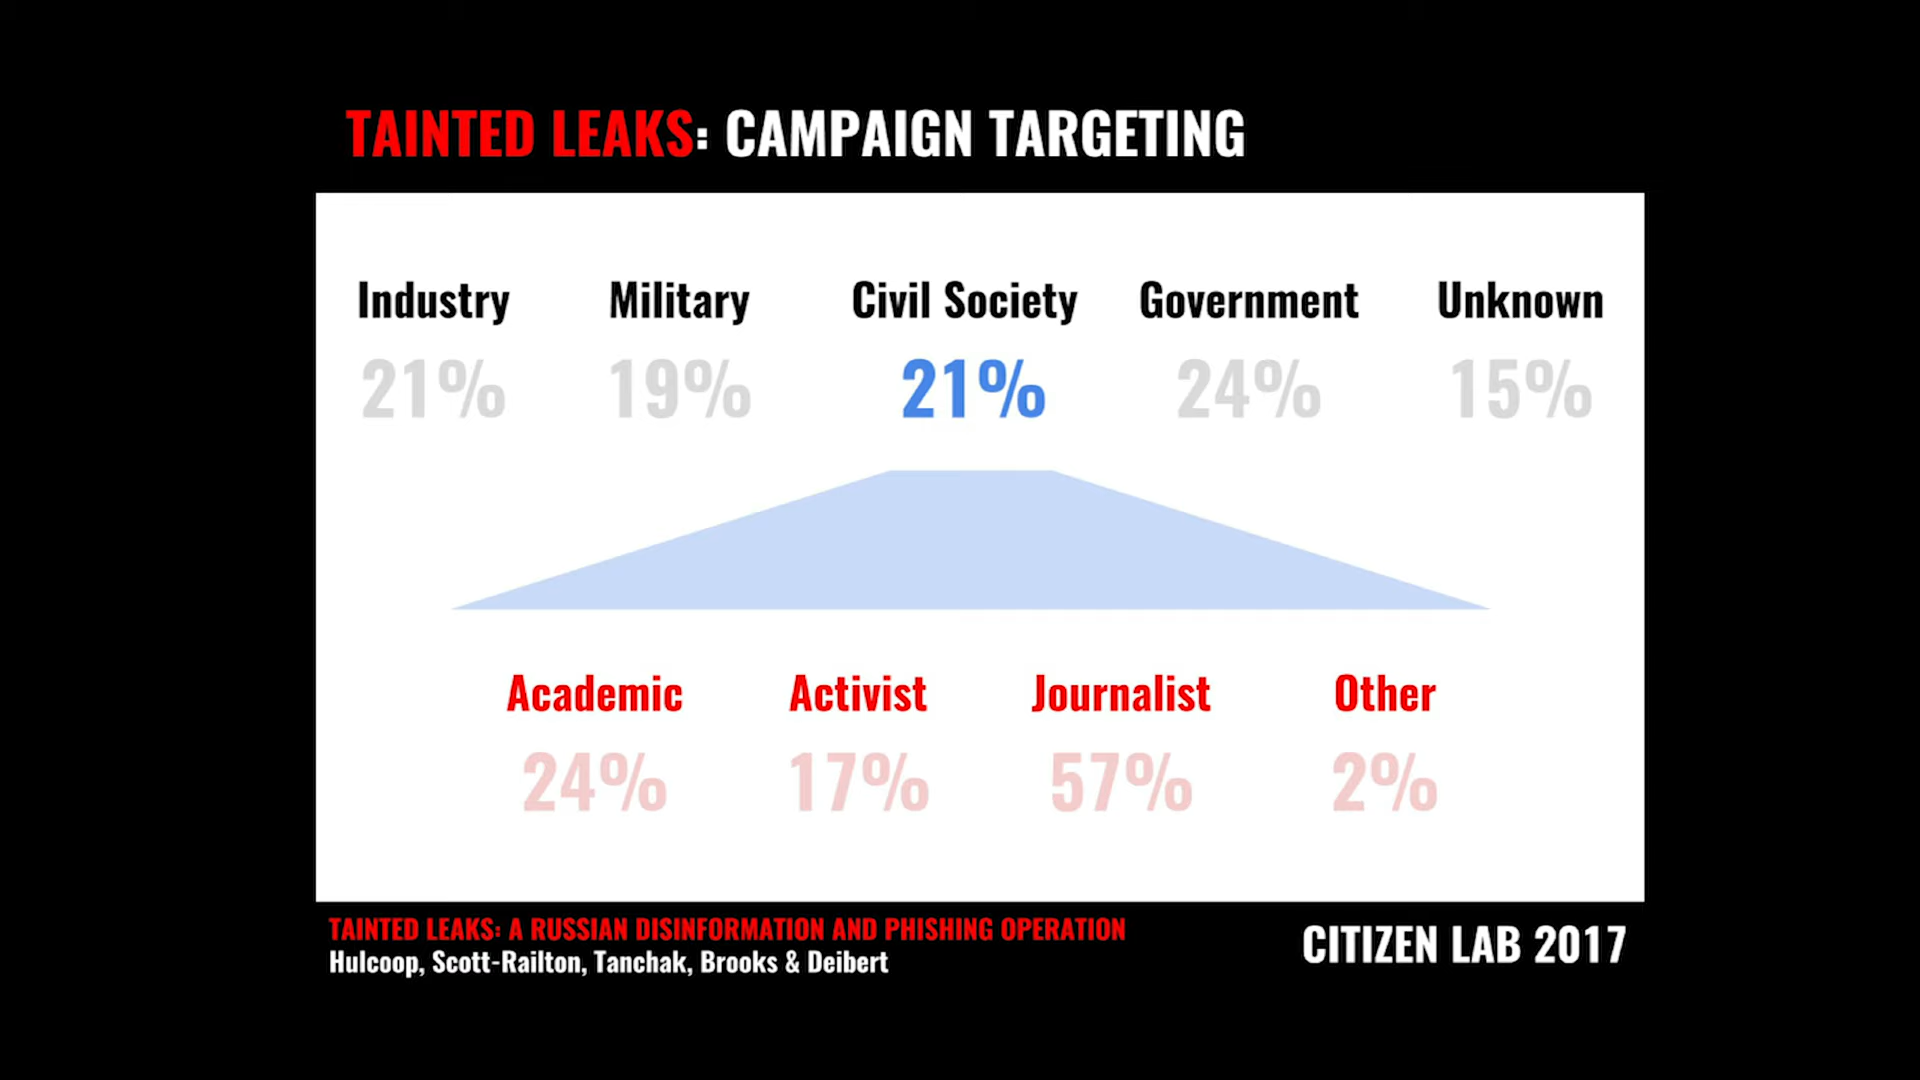 TAINTED LEAKS: CAMPAIGN TARGETING
Industry Military Civil Society Government Unknown
21% 19% 21% 24% 15%
Academic Activist Journalist Other
24% 17% 57% 2%
TAINTED LEAKS: A RUSSIAN DISINFORMATION AND PHISHING OPERATION
Hulcoop, Scott-Railton, Tanchak, Brooks & Deibert
CITIZEN LAB 2017